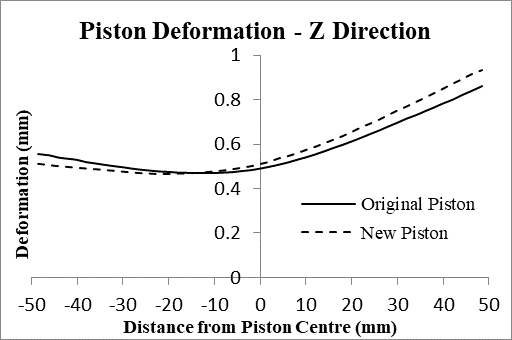 Piston Deformation - Z Direction
1
0.8
0.6
0.4
0.2
0
Deformation (mm)
Original Piston
New Piston
-50 -40 -30 -20 -10 0 10 20 30 40 50
Distance from Piston Centre (mm)